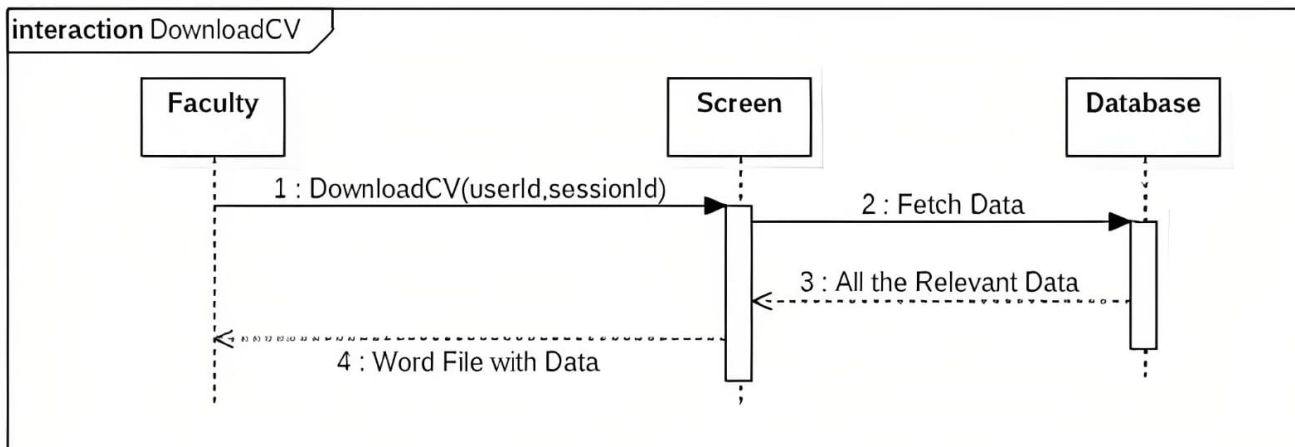 interaction DownloadCV
Faculty
Screen
Database
1 : DownloadCV(userId,sessionId)
2 : Fetch Data
3 : All the Relevant Data
4 : Word File with Data